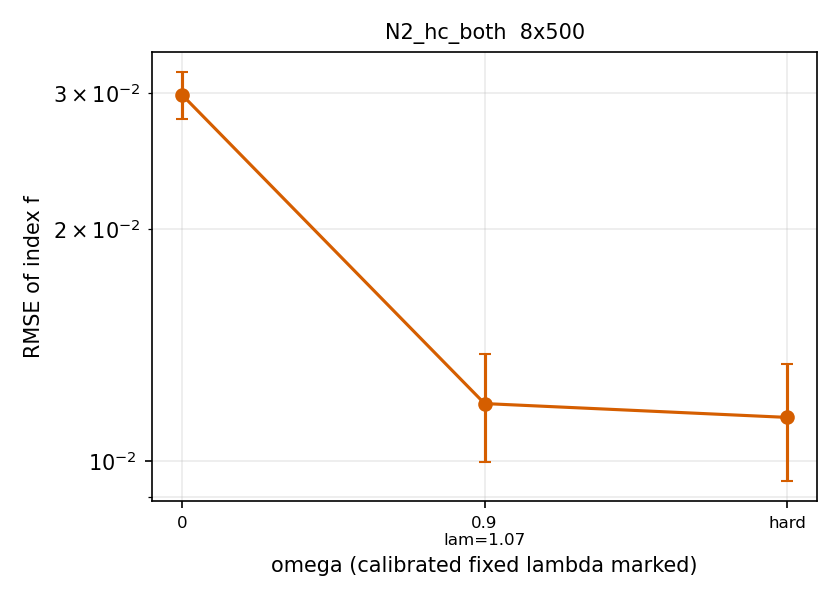 N2_hc_both  8x500
RMSE of index f
3 × 10⁻²
2 × 10⁻²
10⁻²
0
0.9
lam=1.07
hard
omega (calibrated fixed lambda marked)